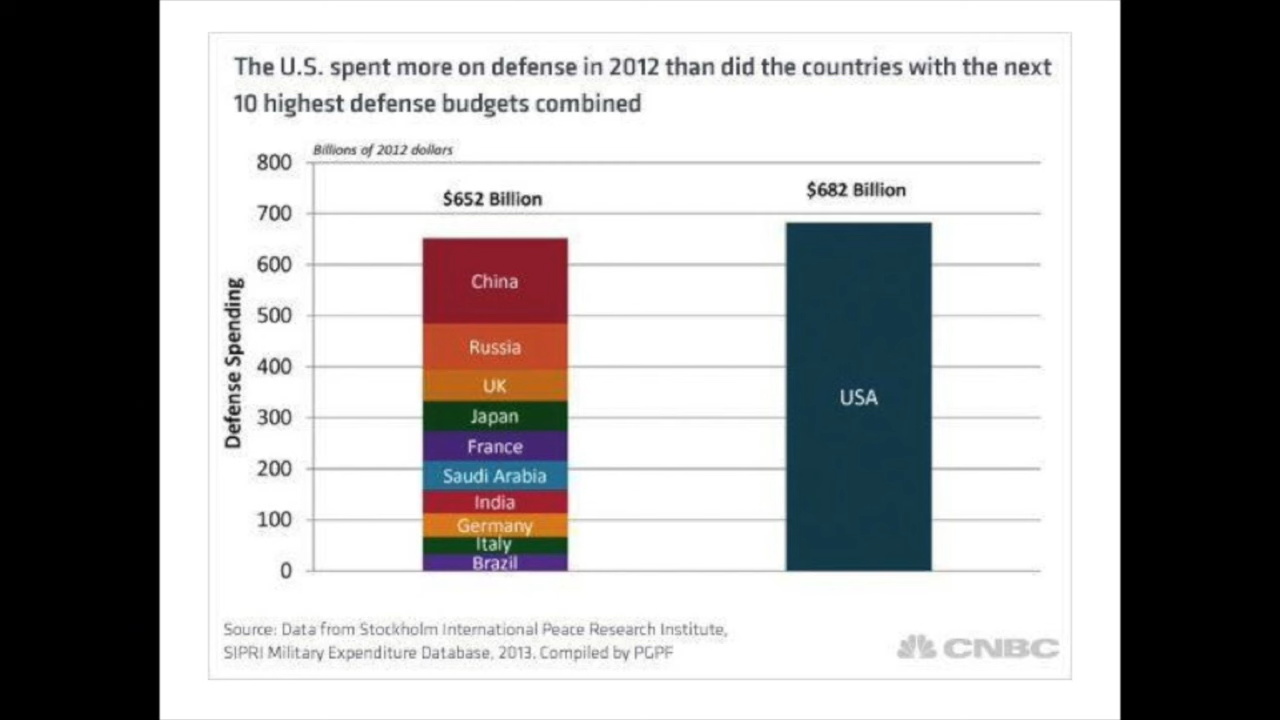 The U.S. spent more on defense in 2012 than did the countries with the next
10 highest defense budgets combined
Billions of 2012 dollars
800
700
600
500
400
300
200
100
0
Defense Spending
$652 Billion
China
Russia
UK
Japan
France
Saudi Arabia
India
Germany
Italy
Brazil
$682 Billion
USA
Source: Data from Stockholm International Peace Research Institute,
SIPRI Military Expenditure Database, 2013. Compiled by PGPF
CNBC